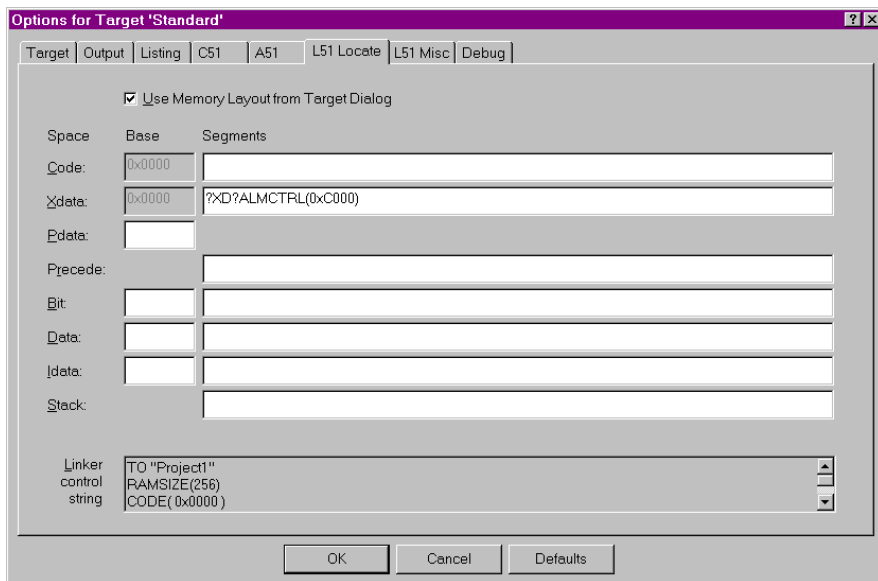 Options for Target 'Standard'
Target Output Listing C51 A51 L51 Locate L51 Misc Debug
Use Memory Layout from Target Dialog
Space Base Segments
Code: 0x0000
Xdata: 0x0000 ?XD?ALMCTRL(0xC000)
Pdata:
Precede:
Bit:
Data:
Idata:
Stack:
Linker control string
TO "Project1"
RAMSIZE(256)
CODE( 0x0000 )
OK Cancel Defaults